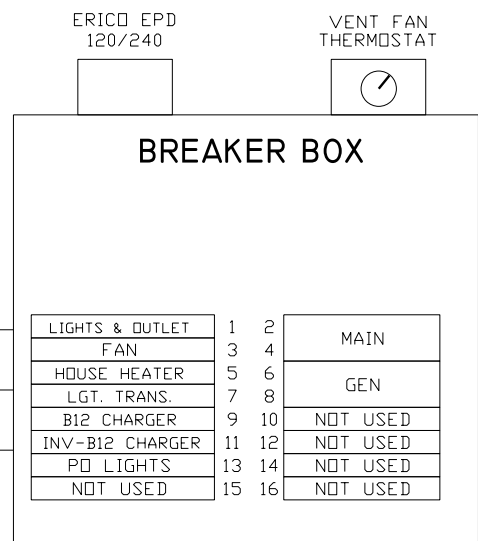 ERICO EPD
120/240
VENT FAN
THERMOSTAT
BREAKER BOX
LIGHTS & OUTLET 1 2 MAIN
FAN 3 4
HOUSE HEATER 5 6 GEN
LGT. TRANS. 7 8
B12 CHARGER 9 10 NOT USED
INV-B12 CHARGER 11 12 NOT USED
PO LIGHTS 13 14 NOT USED
NOT USED 15 16 NOT USED